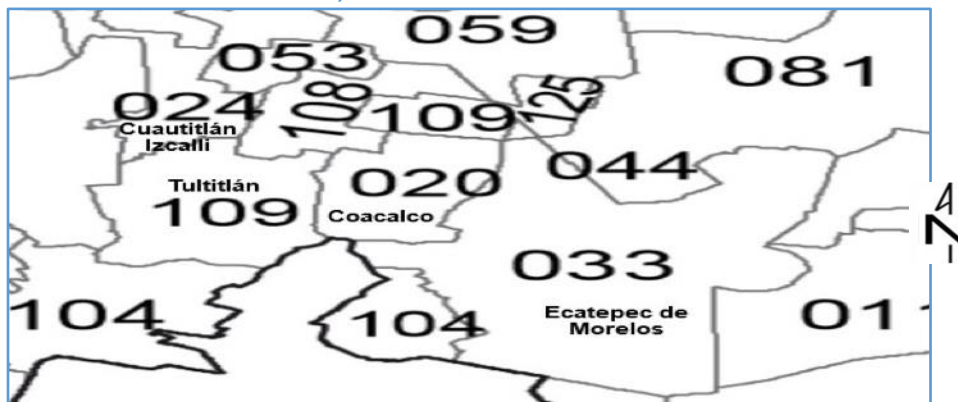 059
053
081
024
108
109
125
Cuautitlán
Izcalli
044
020
Tultitlán
109
Coacalco
033
104
104
Ecatepec de
Morelos